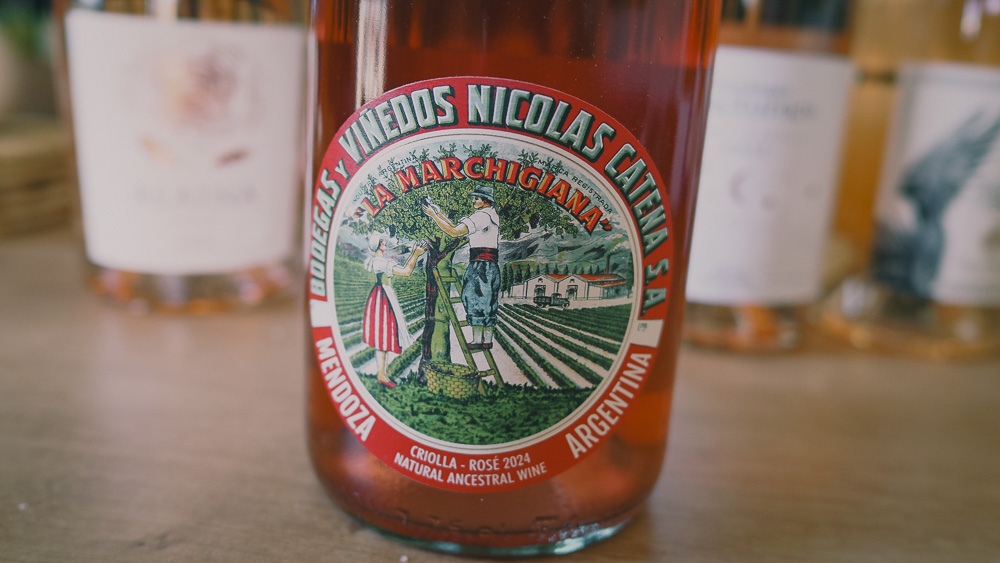 BODEGAS Y VIÑEDOS NICOLAS CATENA S.A.
"LA MARCHIGIANA"
MENDOZA
ARGENTINA
CRIOLLA - ROSÉ 2024
NATURAL ANCESTRAL WINE